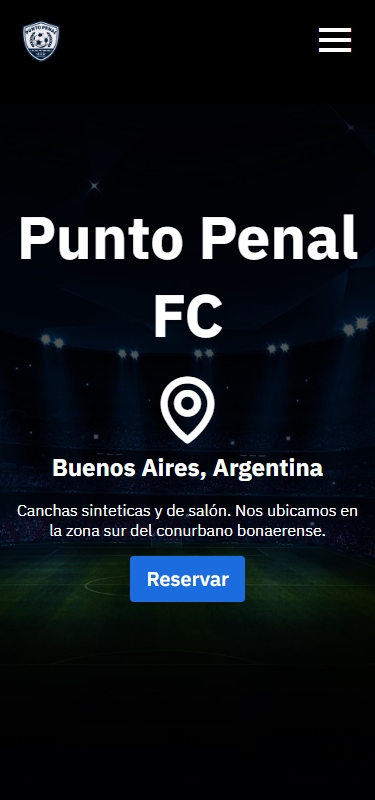 PUNTO PENAL
Punto Penal
FC
Buenos Aires, Argentina
Canchas sinteticas y de salón. Nos ubicamos en
la zona sur del conurbano bonaerense.
Reservar